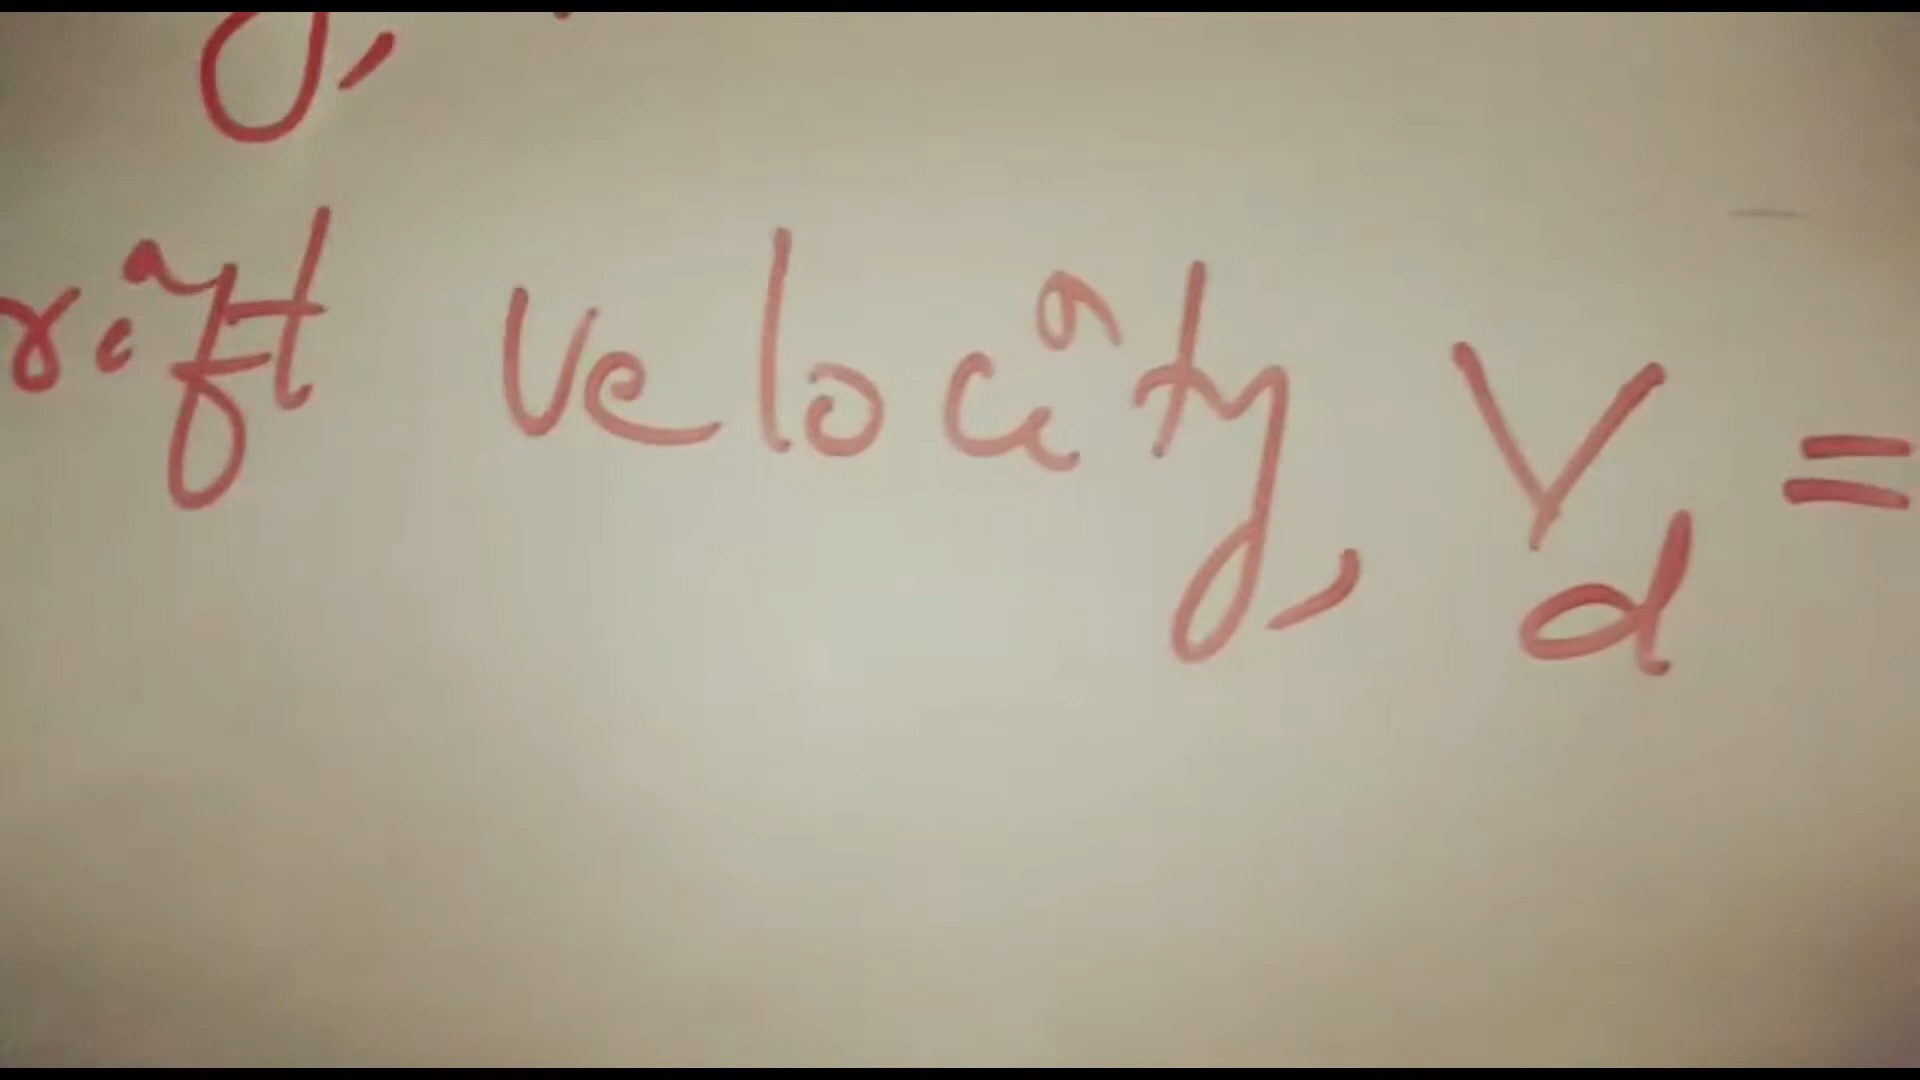 y,
rift velocity, Vd =